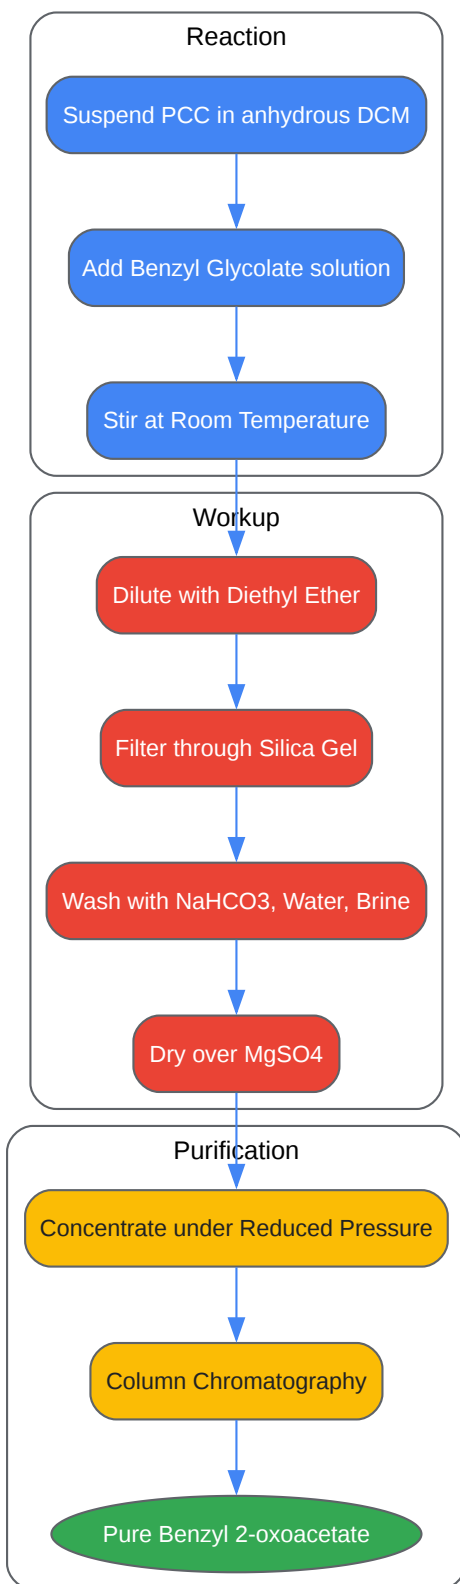 Reaction
Suspend PCC in anhydrous DCM
Add Benzyl Glycolate solution
Stir at Room Temperature
Workup
Dilute with Diethyl Ether
Filter through Silica Gel
Wash with NaHCO3, Water, Brine
Dry over MgSO4
Purification
Concentrate under Reduced Pressure
Column Chromatography
Pure Benzyl 2-oxoacetate